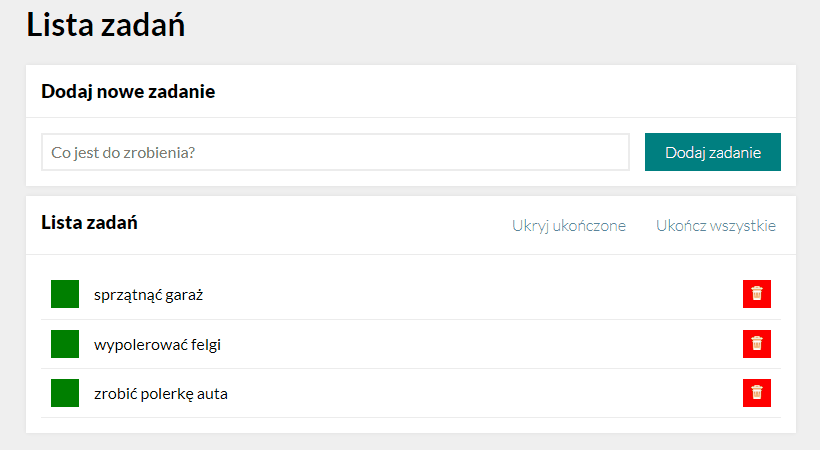 Lista zadań
Dodaj nowe zadanie
Co jest do zrobienia?
Dodaj zadanie
Lista zadań
Ukryj ukończone
Ukończ wszystkie
sprzątnąć garaż
wypolerować felgi
zrobić polerkę auta